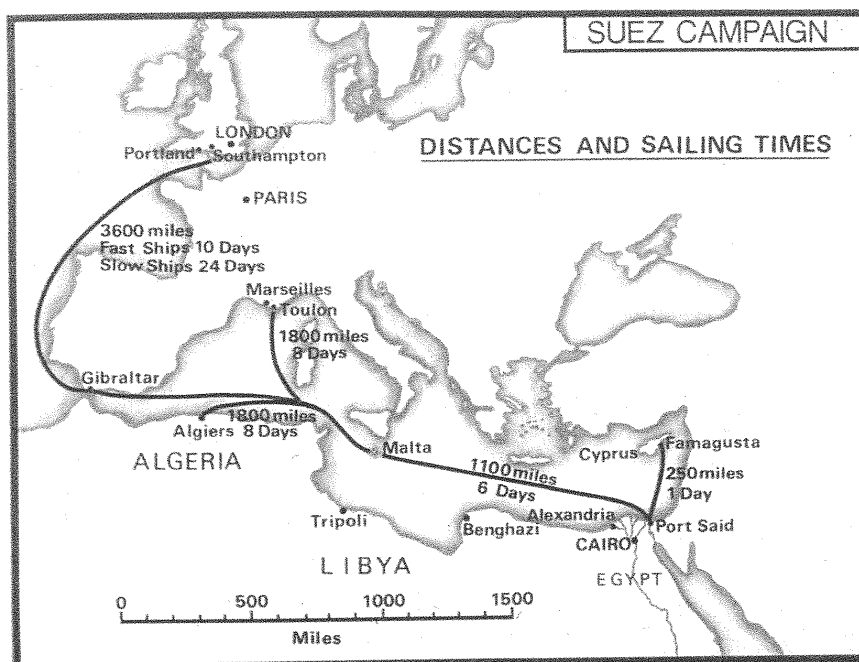 SUEZ CAMPAIGN
DISTANCES AND SAILING TIMES
LONDON
Portland
Southampton
PARIS
3600 miles
Fast Ships 10 Days
Slow Ships 24 Days
Marseilles
Toulon
1800 miles
8 Days
Gibraltar
1800 miles
Algiers 8 Days
ALGERIA
Malta
1100 miles
6 Days
Cyprus
Famagusta
250 miles
1 Day
Alexandria
Port Said
Tripoli
Benghazi
CAIRO
LIBYA
EGYPT
0 500 1000 1500
Miles